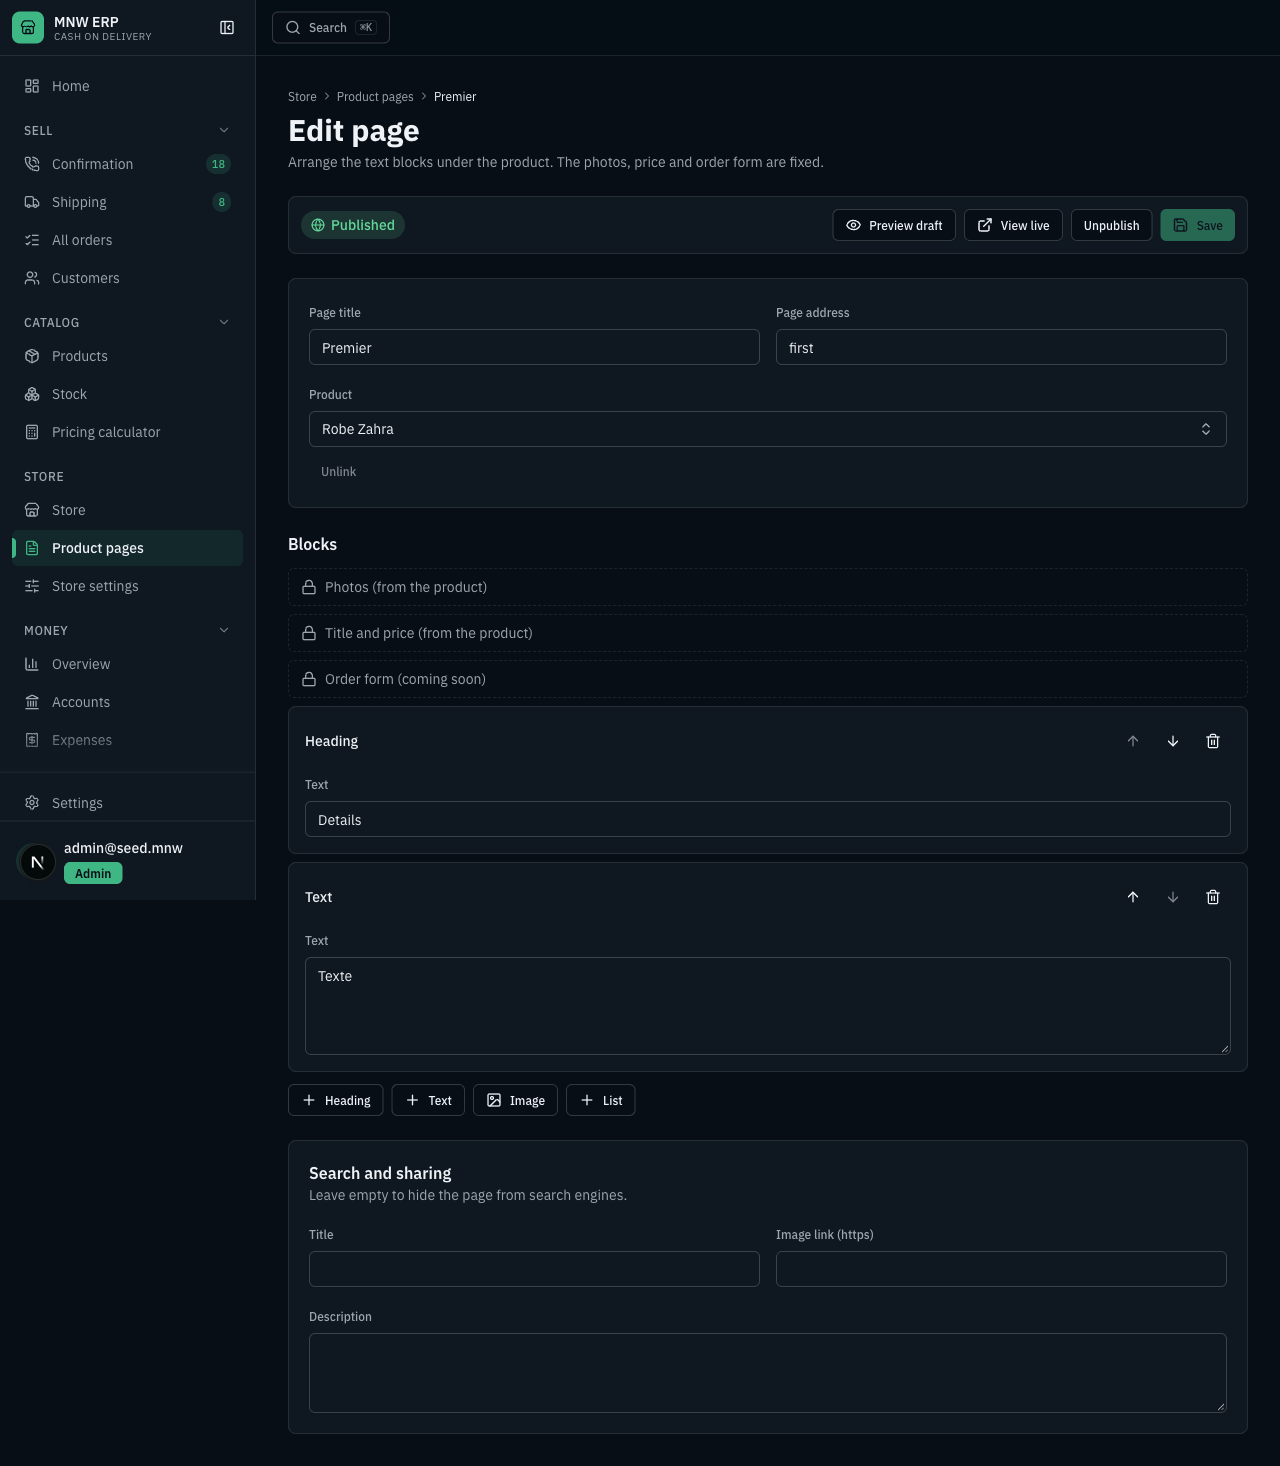 MNW ERP
CASH ON DELIVERY
Search ⌘K
Home
SELL
Confirmation 18
Shipping 8
All orders
Customers
CATALOG
Products
Stock
Pricing calculator
STORE
Store
Product pages
Store settings
MONEY
Overview
Accounts
Expenses
Settings
N
admin@seed.mnw
Admin
Store > Product pages > Premier
Edit page
Arrange the text blocks under the product. The photos, price and order form are fixed.
Published
Preview draft
View live
Unpublish
Save
Page title
Premier
Page address
first
Product
Robe Zahra
Unlink
Blocks
Photos (from the product)
Title and price (from the product)
Order form (coming soon)
Heading
Text
Details
Text
Text
Texte
Heading
Text
Image
List
Search and sharing
Leave empty to hide the page from search engines.
Title
Image link (https)
Description